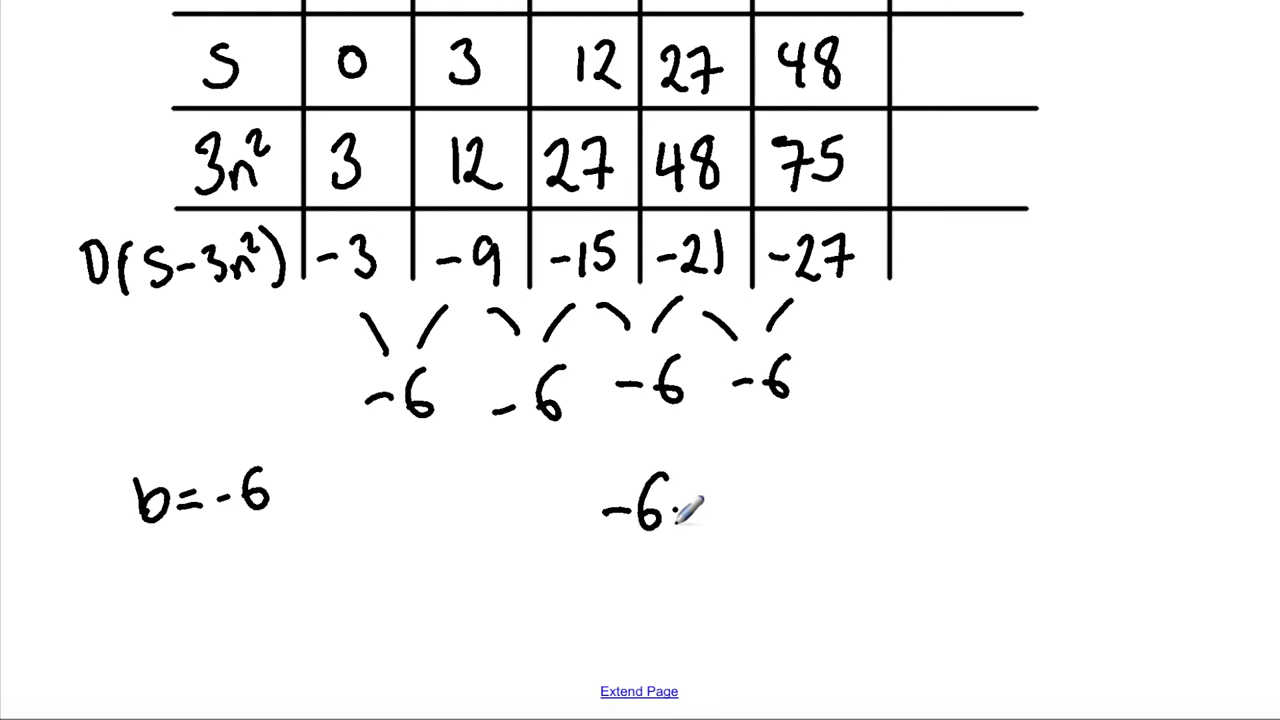 S 0 3 12 27 48
3n² 3 12 27 48 75
D(S-3n²) -3 -9 -15 -21 -27
-6 -6 -6 -6
b=-6 -6
Extend Page